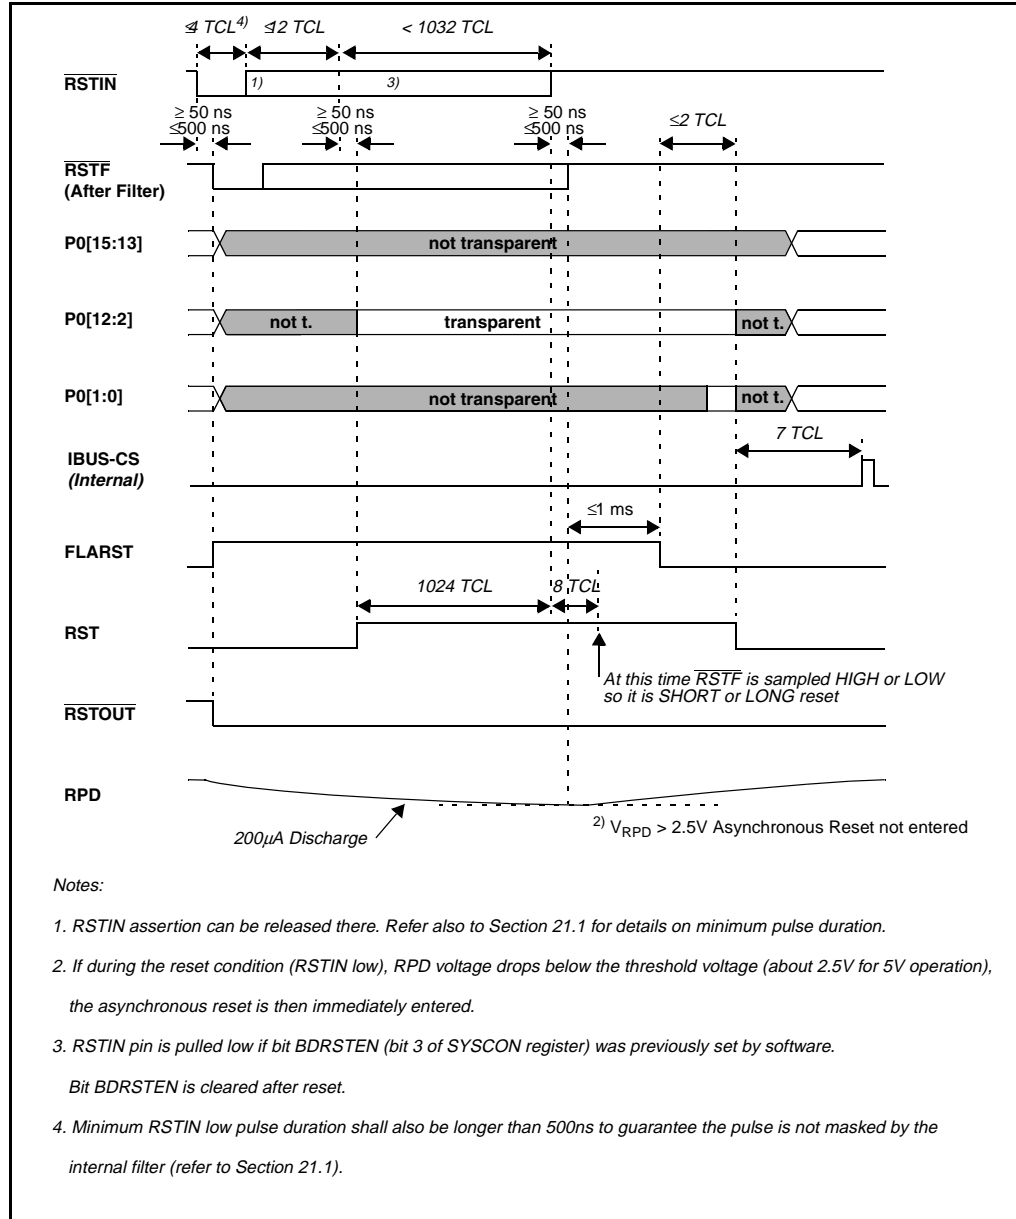 ≤4 TCL4) ≤12 TCL < 1032 TCL
RSTIN
1) 3)
≥ 50 ns ≥ 50 ns ≥ 50 ns
≤500 ns ≤500 ns ≤500 ns ≤2 TCL
RSTF
(After Filter)
P0[15:13] not transparent
P0[12:2] not t. transparent not t.
P0[1:0] not transparent not t.
7 TCL
IBUS-CS
(Internal)
≤1 ms
FLARST
1024 TCL 8 TCL
RST
At this time RSTF is sampled HIGH or LOW
so it is SHORT or LONG reset
RSTOUT
RPD
200μA Discharge
2) VRPD > 2.5V Asynchronous Reset not entered
Notes:
1. RSTIN assertion can be released there. Refer also to Section 21.1 for details on minimum pulse duration.
2. If during the reset condition (RSTIN low), RPD voltage drops below the threshold voltage (about 2.5V for 5V operation),
the asynchronous reset is then immediately entered.
3. RSTIN pin is pulled low if bit BDRSTEN (bit 3 of SYSCON register) was previously set by software.
Bit BDRSTEN is cleared after reset.
4. Minimum RSTIN low pulse duration shall also be longer than 500ns to guarantee the pulse is not masked by the
internal filter (refer to Section 21.1).